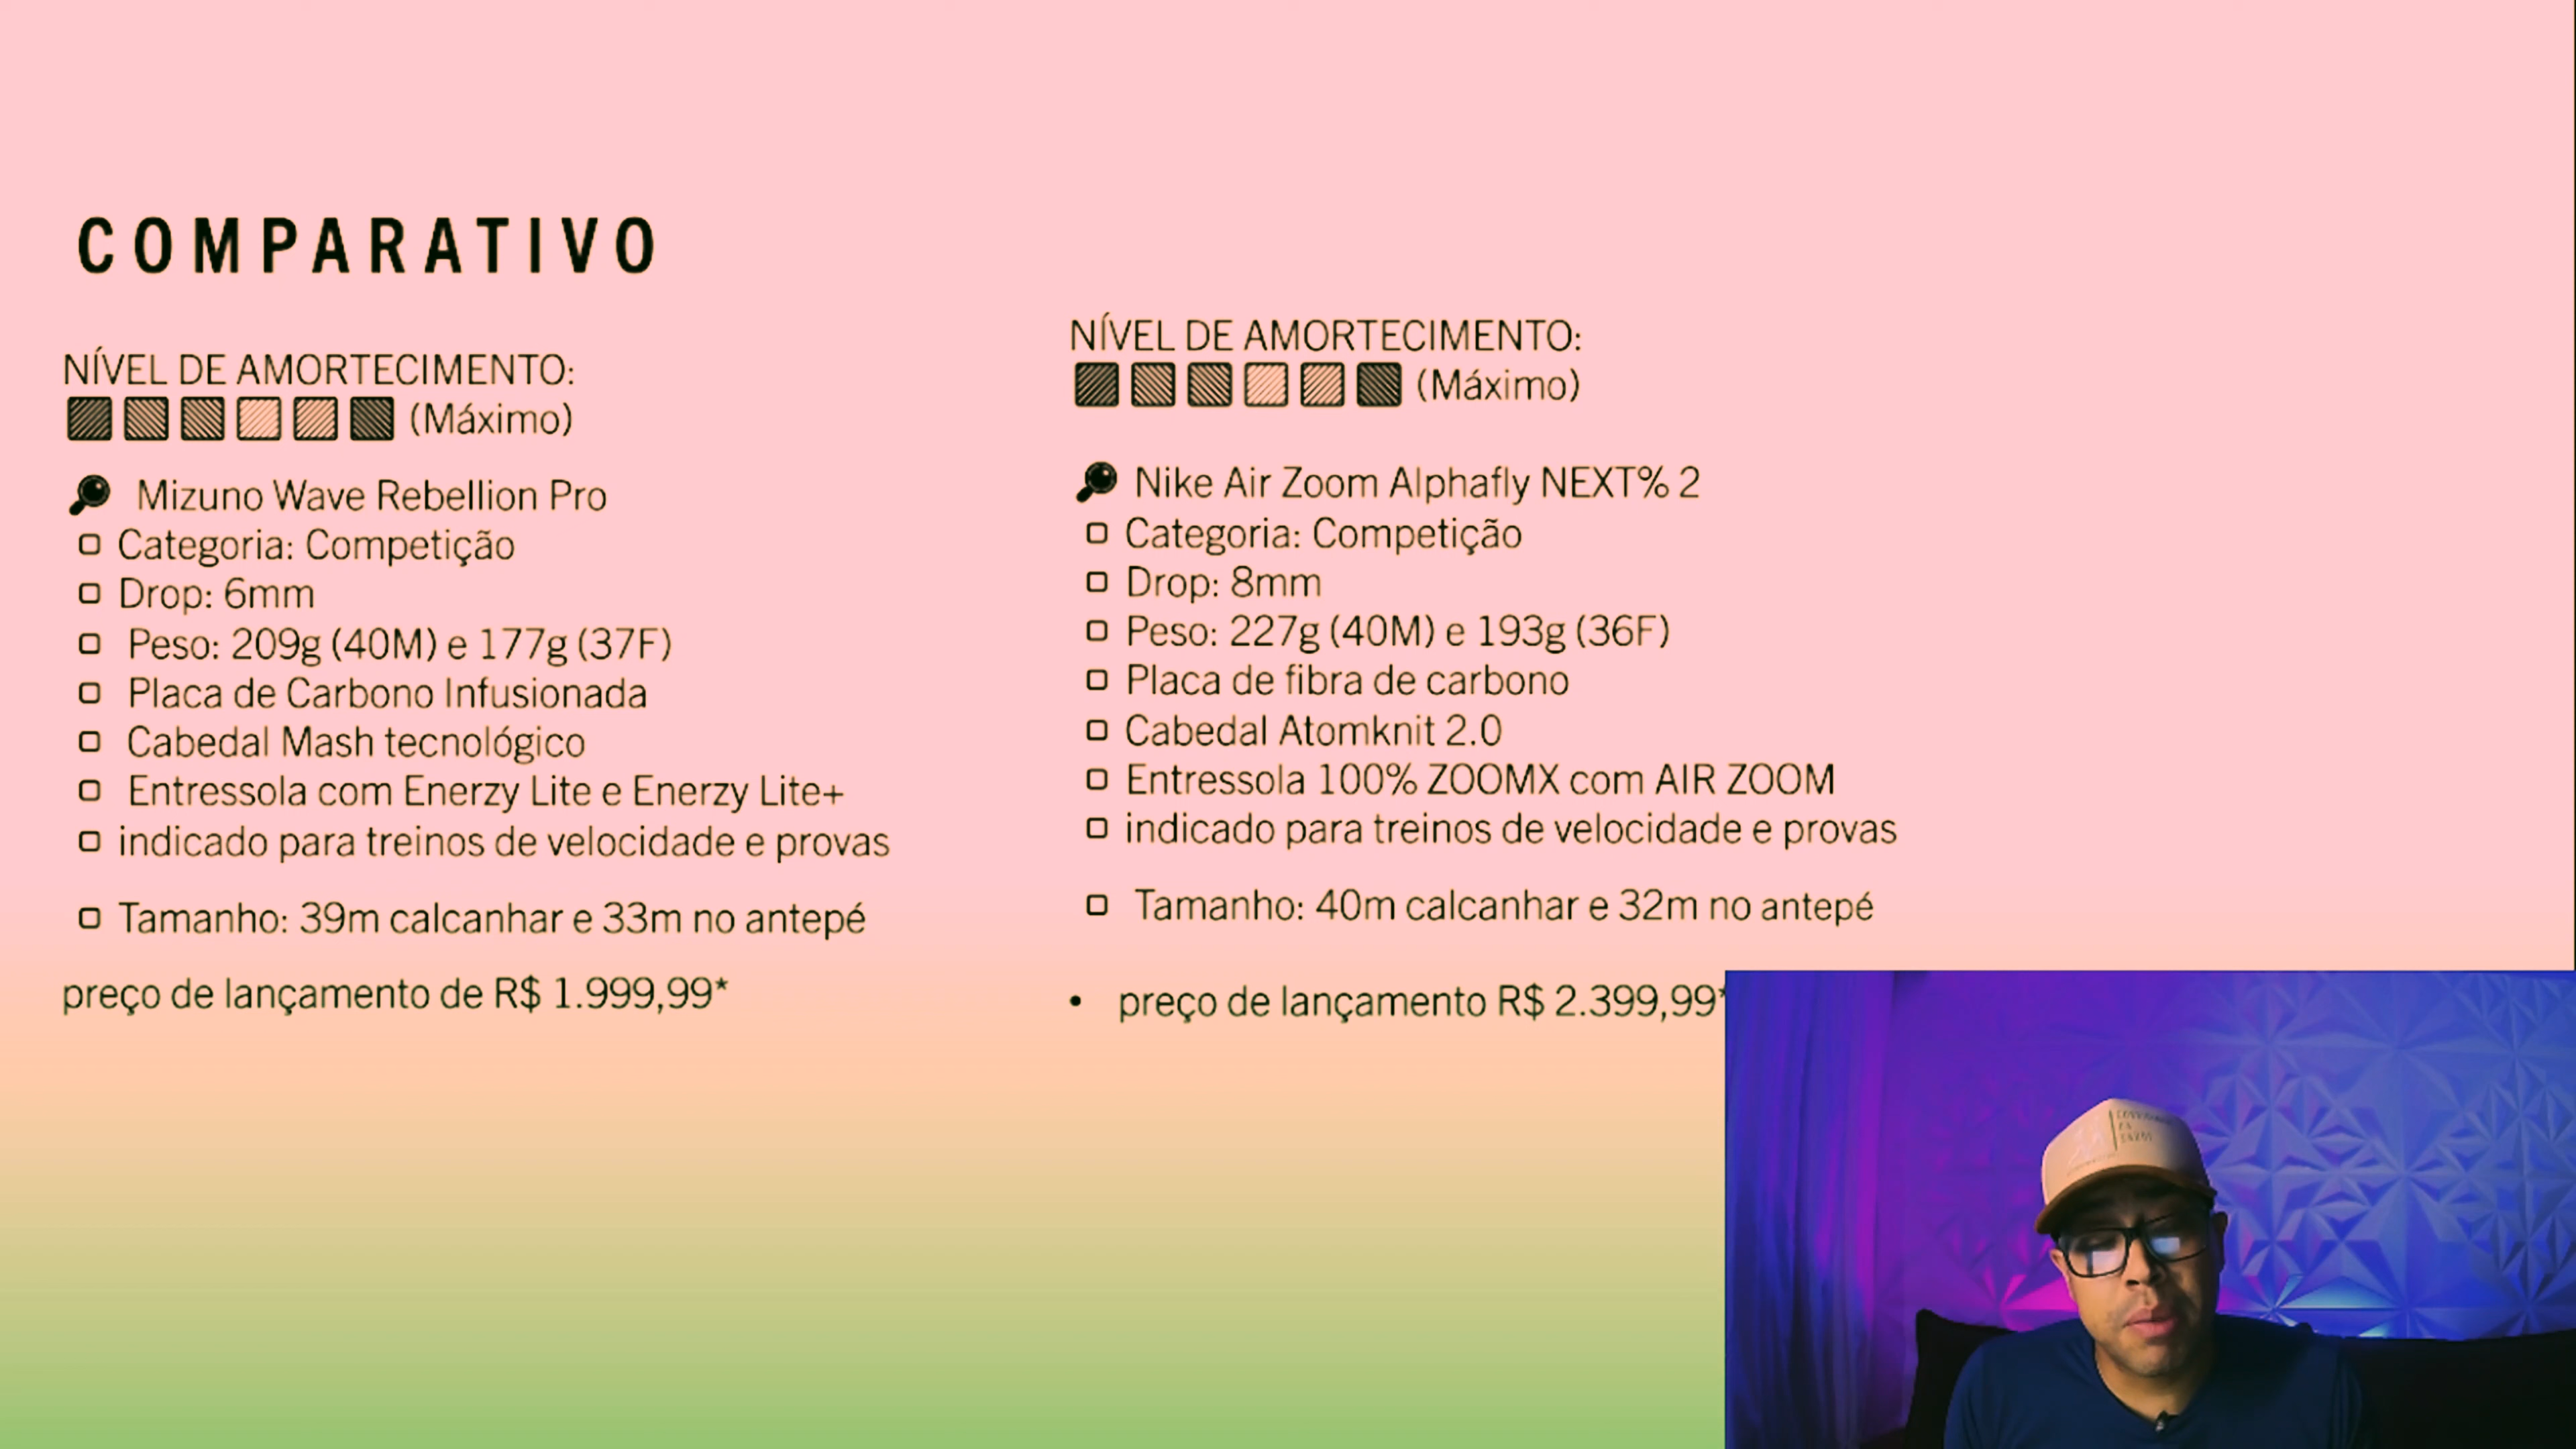 COMPARATIVO
NÍVEL DE AMORTECIMENTO:
(Máximo)
Mizuno Wave Rebellion Pro
Categoria: Competição
Drop: 6mm
Peso: 209g (40M) e 177g (37F)
Placa de Carbono Infusionada
Cabedal Mash tecnológico
Entressola com Enerzy Lite e Enerzy Lite+
indicado para treinos de velocidade e provas
Tamanho: 39m calcanhar e 33m no antepé
preço de lançamento de R$ 1.999,99*
NÍVEL DE AMORTECIMENTO:
(Máximo)
Nike Air Zoom Alphafly NEXT% 2
Categoria: Competição
Drop: 8mm
Peso: 227g (40M) e 193g (36F)
Placa de fibra de carbono
Cabedal Atomknit 2.0
Entressola 100% ZOOMX com AIR ZOOM
indicado para treinos de velocidade e provas
Tamanho: 40m calcanhar e 32m no antepé
• preço de lançamento R$ 2.399,99*